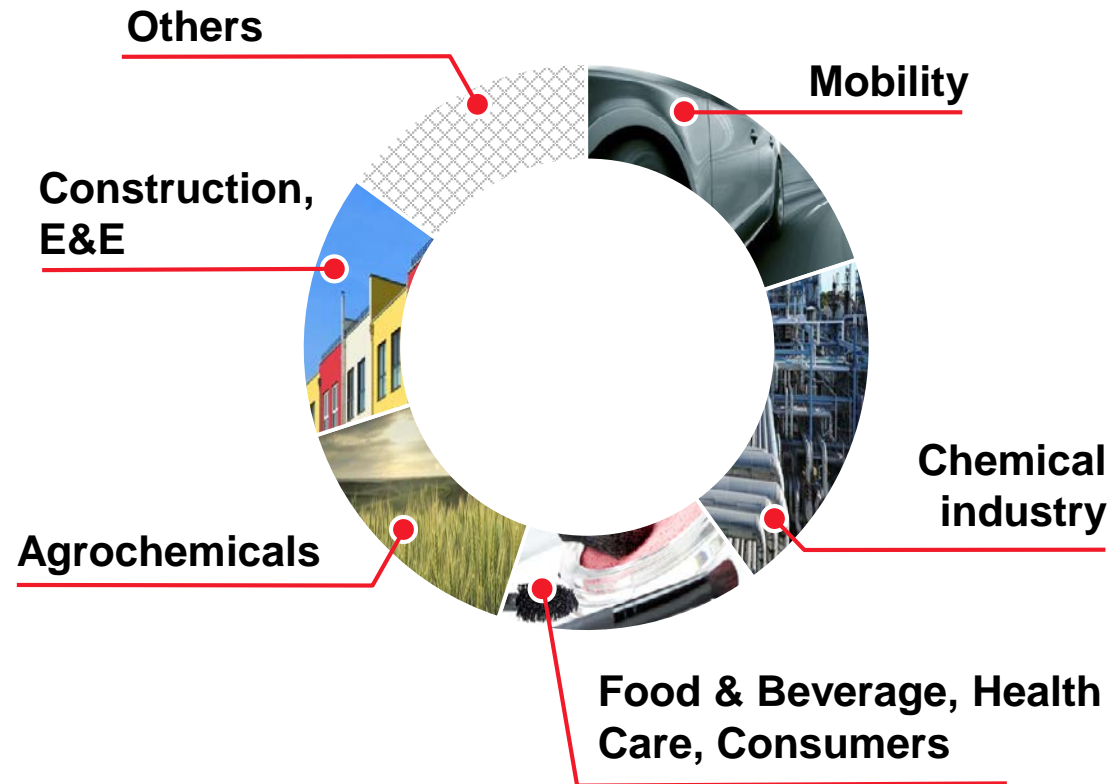 Others
Mobility
Construction,
E&E
Chemical
industry
Agrochemicals
Food & Beverage, Health
Care, Consumers